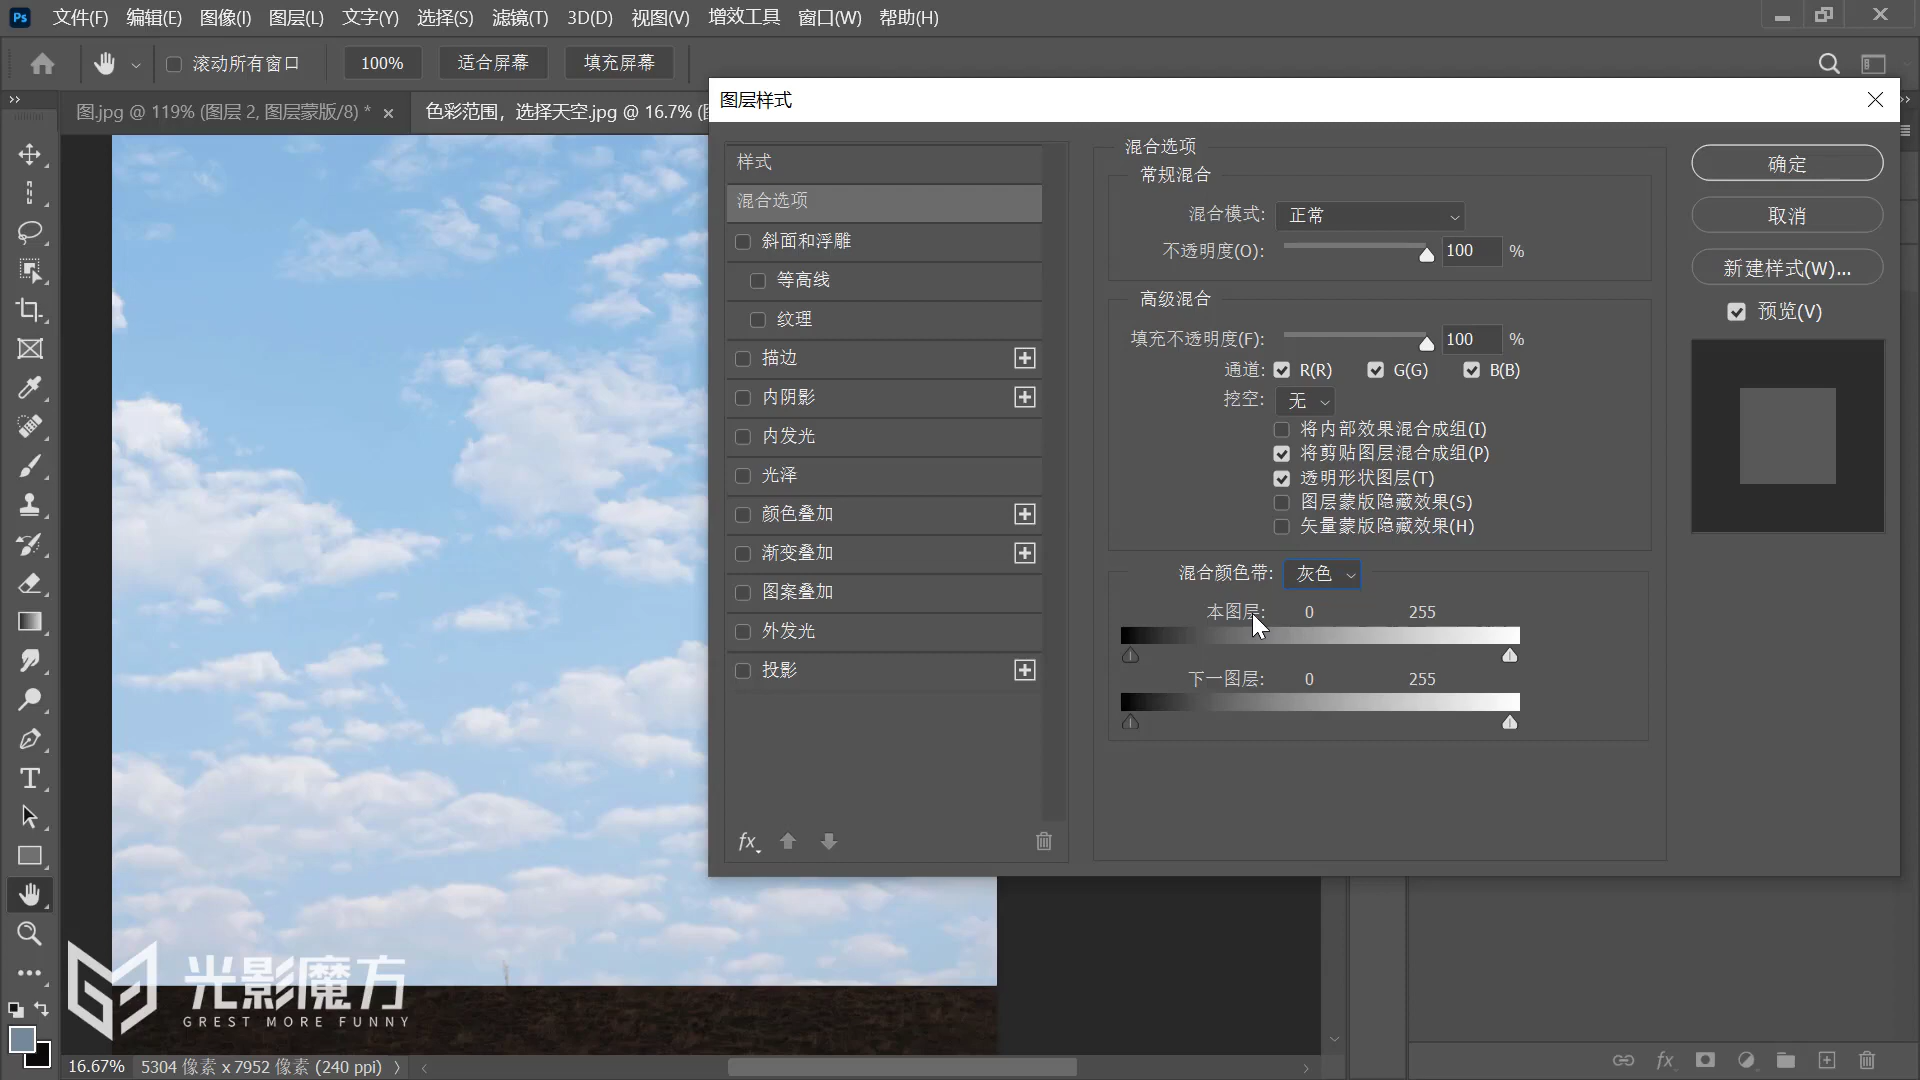 Ps 文件(F) 编辑(E) 图像(I) 图层(L) 文字(Y) 选择(S) 滤镜(T) 3D(D) 视图(V) 增效工具 窗口(W) 帮助(H)
滚动所有窗口 100% 适合屏幕 填充屏幕
图.jpg @ 119% (图层 2, 图层蒙版/8) * 色彩范围，选择天空.jpg @ 16.7%
图层样式
样式
混合选项
斜面和浮雕
等高线
纹理
描边
内阴影
内发光
光泽
颜色叠加
渐变叠加
图案叠加
外发光
投影
fx
混合选项
常规混合
混合模式: 正常
不透明度(O): 100 %
高级混合
填充不透明度(F): 100 %
通道: R(R) G(G) B(B)
挖空: 无
将内部效果混合成组(I)
将剪贴图层混合成组(P)
透明形状图层(T)
图层蒙版隐藏效果(S)
矢量蒙版隐藏效果(H)
混合颜色带: 灰色
本图层: 0 255
下一图层: 0 255
确定
取消
新建样式(W)...
预览(V)
光影魔方
GREST MORE FUNNY
16.67% 5304 像素 x 7952 像素 (240 ppi)
fx